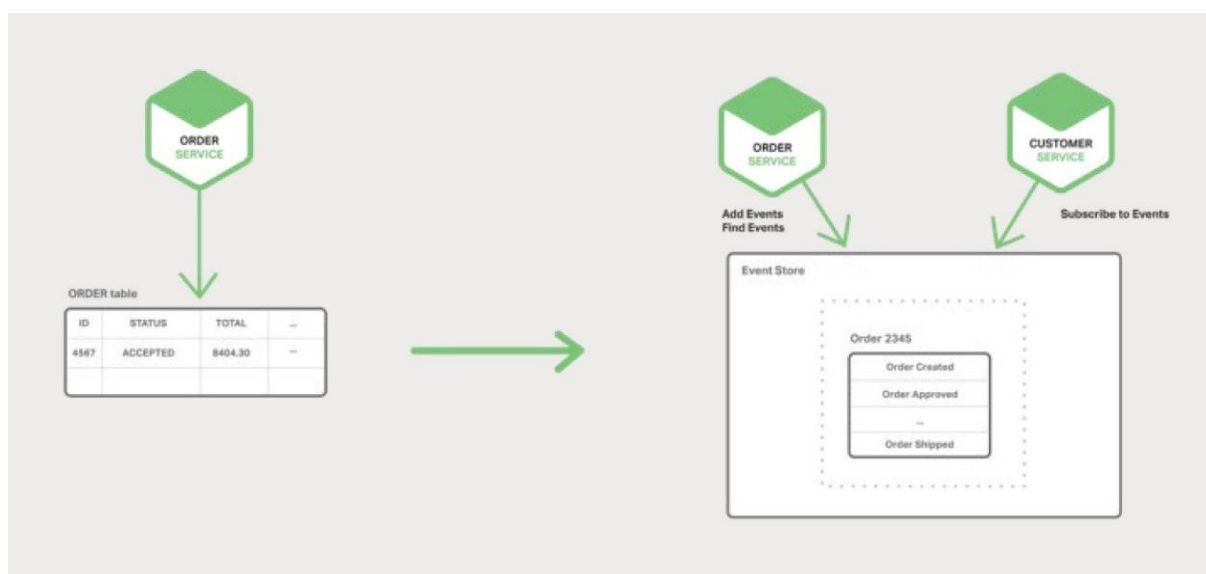 ORDER
SERVICE
ORDER table
ID STATUS TOTAL ...
4567 ACCEPTED 8404.30 ...
ORDER
SERVICE
CUSTOMER
SERVICE
Add Events
Find Events
Subscribe to Events
Event Store
Order 2345
Order Created
Order Approved
...
Order Shipped